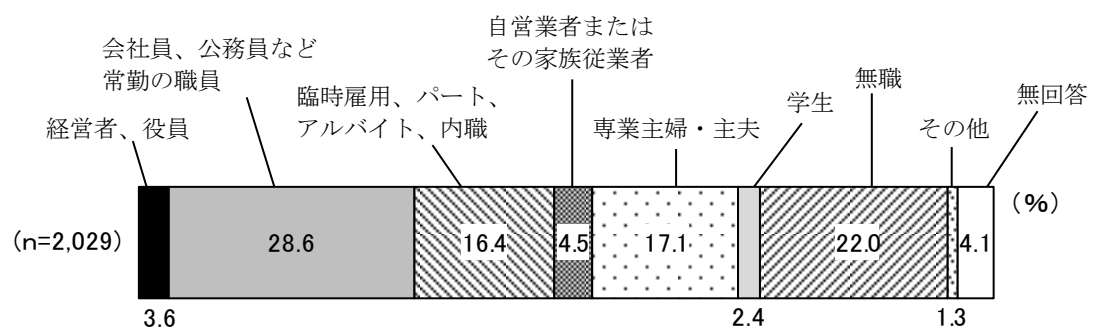 自営業者または
その家族従業者
会社員、公務員など
常勤の職員
臨時雇用、パート、
アルバイト、内職
無職
学生
無回答
経営者、役員
専業主婦・主夫
その他
(n=2,029)
28.6
16.4
4.5
17.1
22.0
4.1
(%)
3.6
2.4
1.3